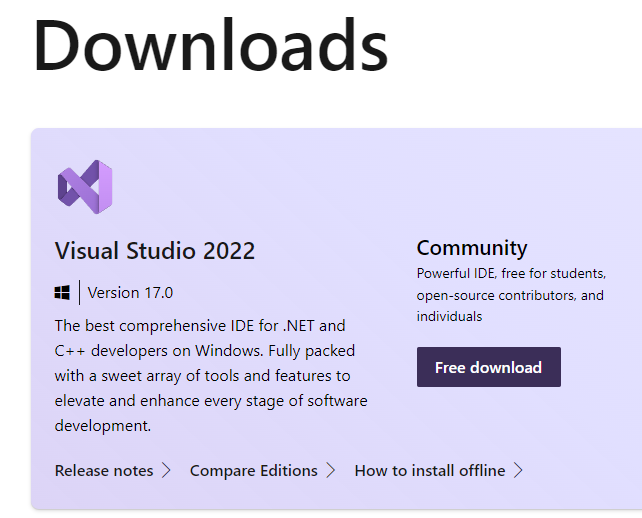 Downloads
Visual Studio 2022
Version 17.0
The best comprehensive IDE for .NET and
C++ developers on Windows. Fully packed
with a sweet array of tools and features to
elevate and enhance every stage of software
development.
Community
Powerful IDE, free for students,
open-source contributors, and
individuals
Free download
Release notes
Compare Editions
How to install offline